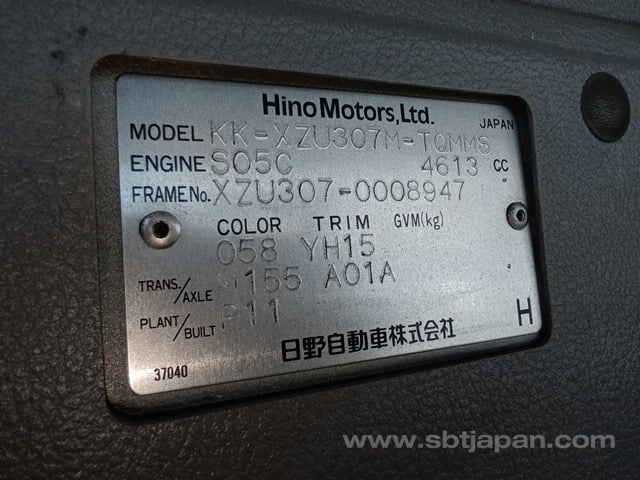 Hino Motors, Ltd.
JAPAN
MODEL KK-XZU307M-TQMMS
ENGINE S05C 4613 CC
FRAME No. XZU307-0008947
COLOR TRIM GVM(kg)
058 YH15
TRANS./AXLE M155 A01A
PLANT/BUILT P11
日野自動車株式会社
H
37040
www.sbtjapan.com